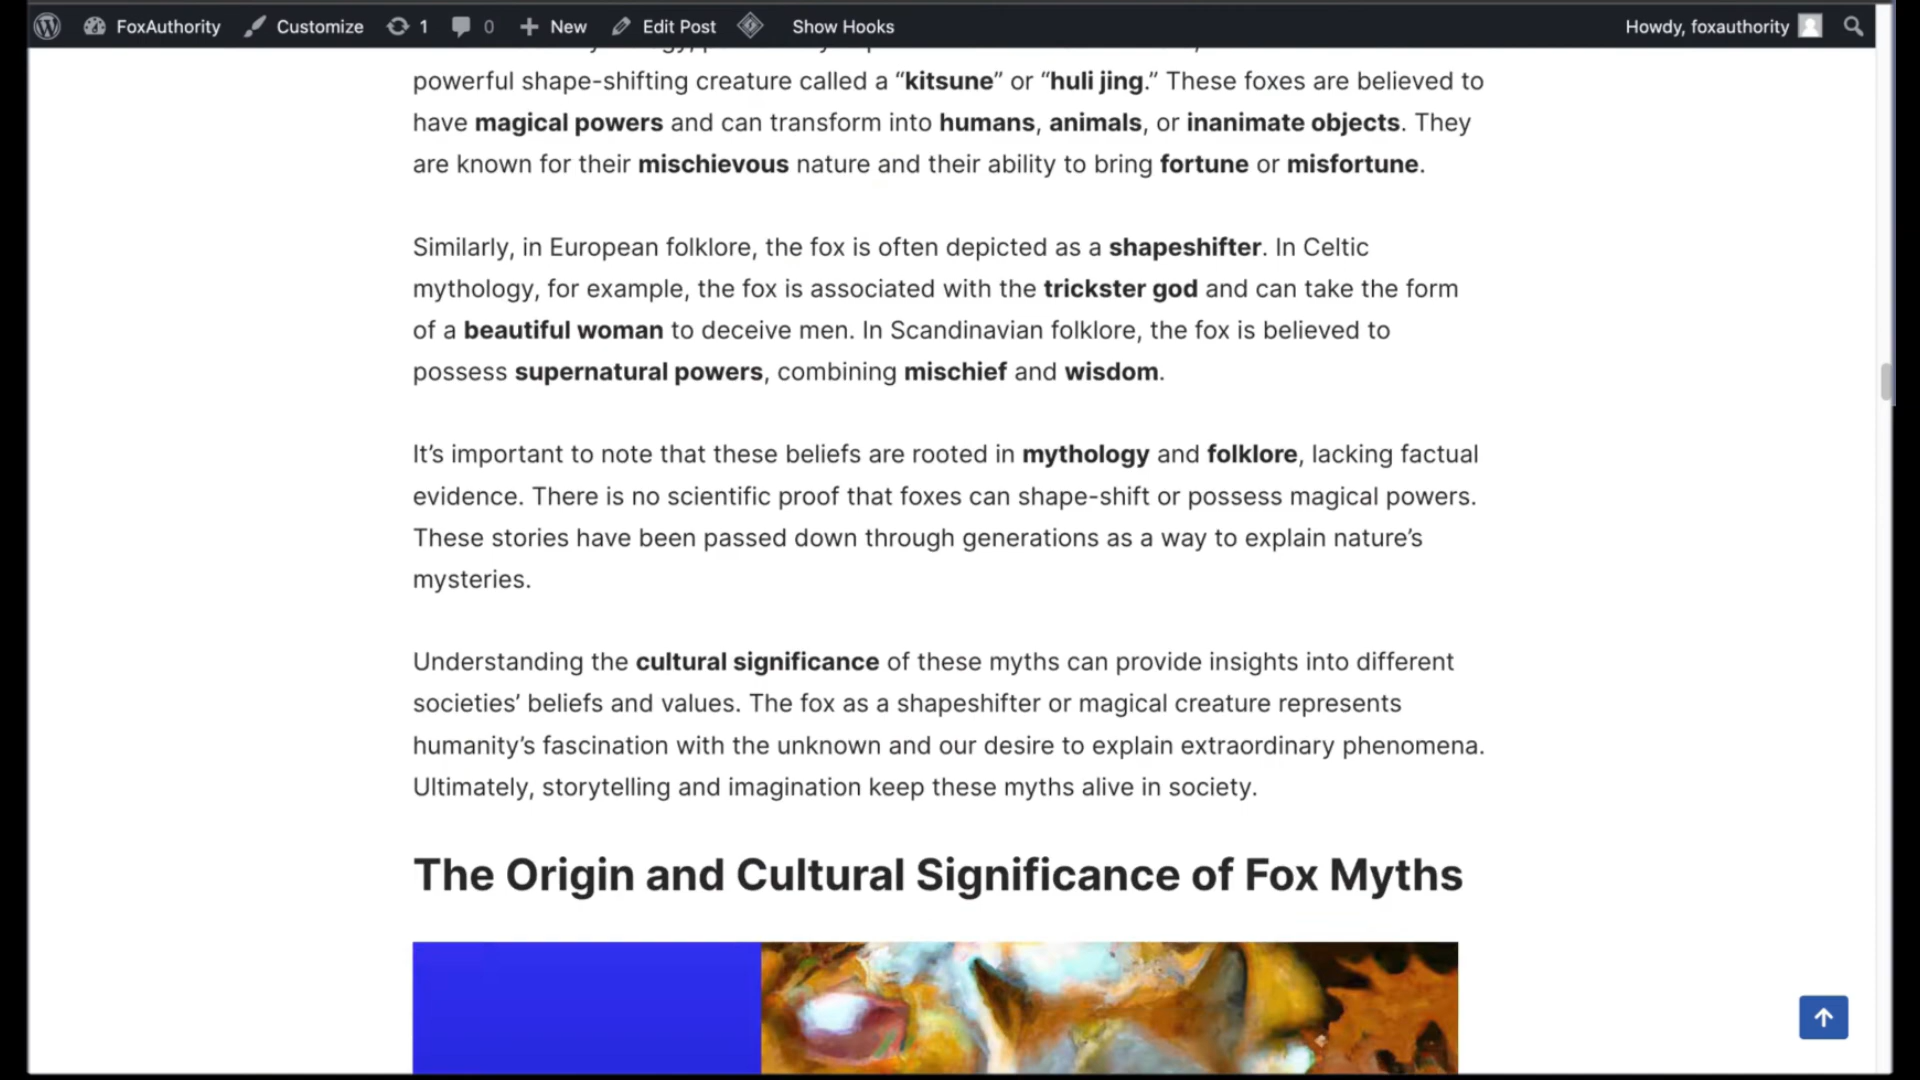 FoxAuthority Customize 1 0 New Edit Post Show Hooks Howdy, foxauthority
powerful shape-shifting creature called a “kitsune” or “huli jing.” These foxes are believed to
have magical powers and can transform into humans, animals, or inanimate objects. They
are known for their mischievous nature and their ability to bring fortune or misfortune.
Similarly, in European folklore, the fox is often depicted as a shapeshifter. In Celtic
mythology, for example, the fox is associated with the trickster god and can take the form
of a beautiful woman to deceive men. In Scandinavian folklore, the fox is believed to
possess supernatural powers, combining mischief and wisdom.
It’s important to note that these beliefs are rooted in mythology and folklore, lacking factual
evidence. There is no scientific proof that foxes can shape-shift or possess magical powers.
These stories have been passed down through generations as a way to explain nature’s
mysteries.
Understanding the cultural significance of these myths can provide insights into different
societies’ beliefs and values. The fox as a shapeshifter or magical creature represents
humanity’s fascination with the unknown and our desire to explain extraordinary phenomena.
Ultimately, storytelling and imagination keep these myths alive in society.
The Origin and Cultural Significance of Fox Myths